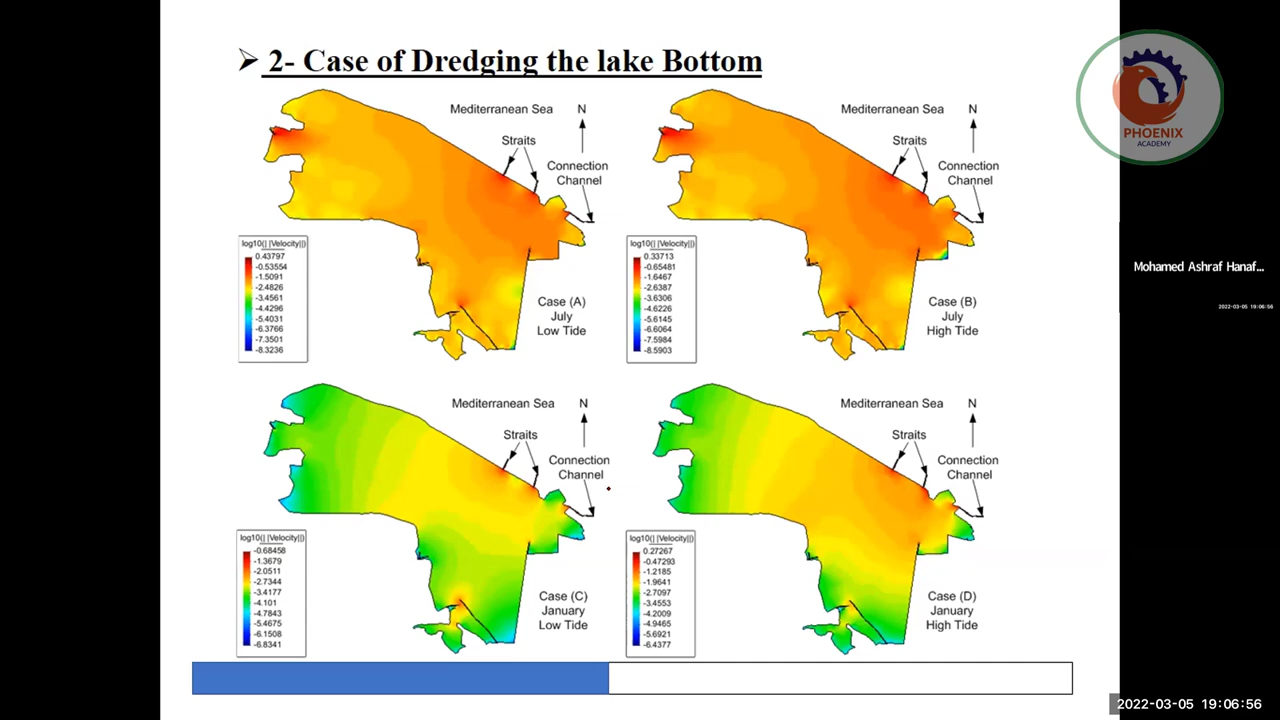 ➢ 2- Case of Dredging the lake Bottom
Mediterranean Sea
N
Straits
Connection
Channel
log10(| |Velocity||)
0.43797
-0.53554
-1.5091
-2.4826
-3.4561
-4.4296
-5.4031
-6.3766
-7.3501
-8.3236
Case (A)
July
Low Tide
Mediterranean Sea
N
Straits
Connection
Channel
log10(| |Velocity||)
0.33713
-0.65481
-1.6467
-2.6387
-3.6306
-4.6226
-5.6145
-6.6064
-7.5984
-8.5903
Case (B)
July
High Tide
Mediterranean Sea
N
Straits
Connection
Channel
log10(| |Velocity||)
-0.68458
-1.3679
-2.0511
-2.7344
-3.4177
-4.101
-4.7843
-5.4675
-6.1508
-6.8341
Case (C)
January
Low Tide
Mediterranean Sea
N
Straits
Connection
Channel
log10(| |Velocity||)
0.27267
-0.47293
-1.2185
-1.9641
-2.7097
-3.4553
-4.2009
-4.9465
-5.6921
-6.4377
Case (D)
January
High Tide
PHOENIX
ACADEMY
Mohamed Ashraf Hanaf...
2022-03-05 19:06:56
2022-03-05 19:06:56